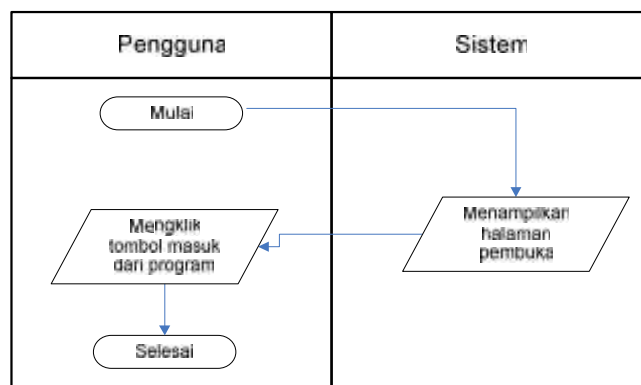 Pengguna
Sistem
Mulai
Menampilkan
halaman
pembuka
Mengklik
tombol masuk
dari program
Selesai